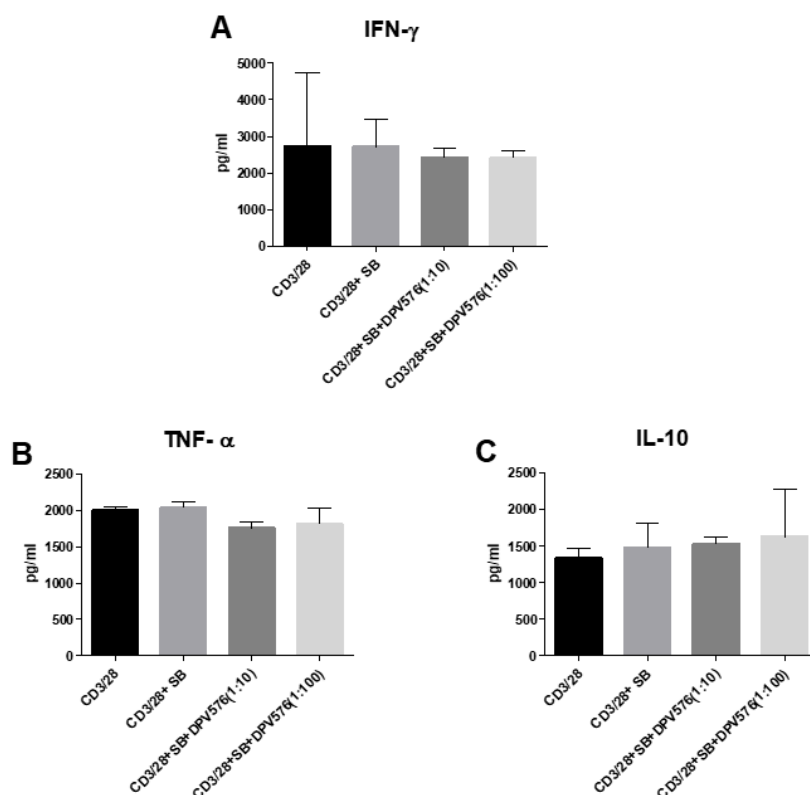 A
IFN-γ
pg/ml
5000
4000
3000
2000
1000
0
CD3/28
CD3/28+ SB
CD3/28+SB+DPV576(1:10)
CD3/28+SB+DPV576(1:100)
B
TNF- α
pg/ml
2500
2000
1500
1000
500
0
CD3/28
CD3/28+ SB
CD3/28+SB+DPV576(1:10)
CD3/28+SB+DPV576(1:100)
C
IL-10
pg/ml
2500
2000
1500
1000
500
0
CD3/28
CD3/28+ SB
CD3/28+SB+DPV576(1:10)
CD3/28+SB+DPV576(1:100)